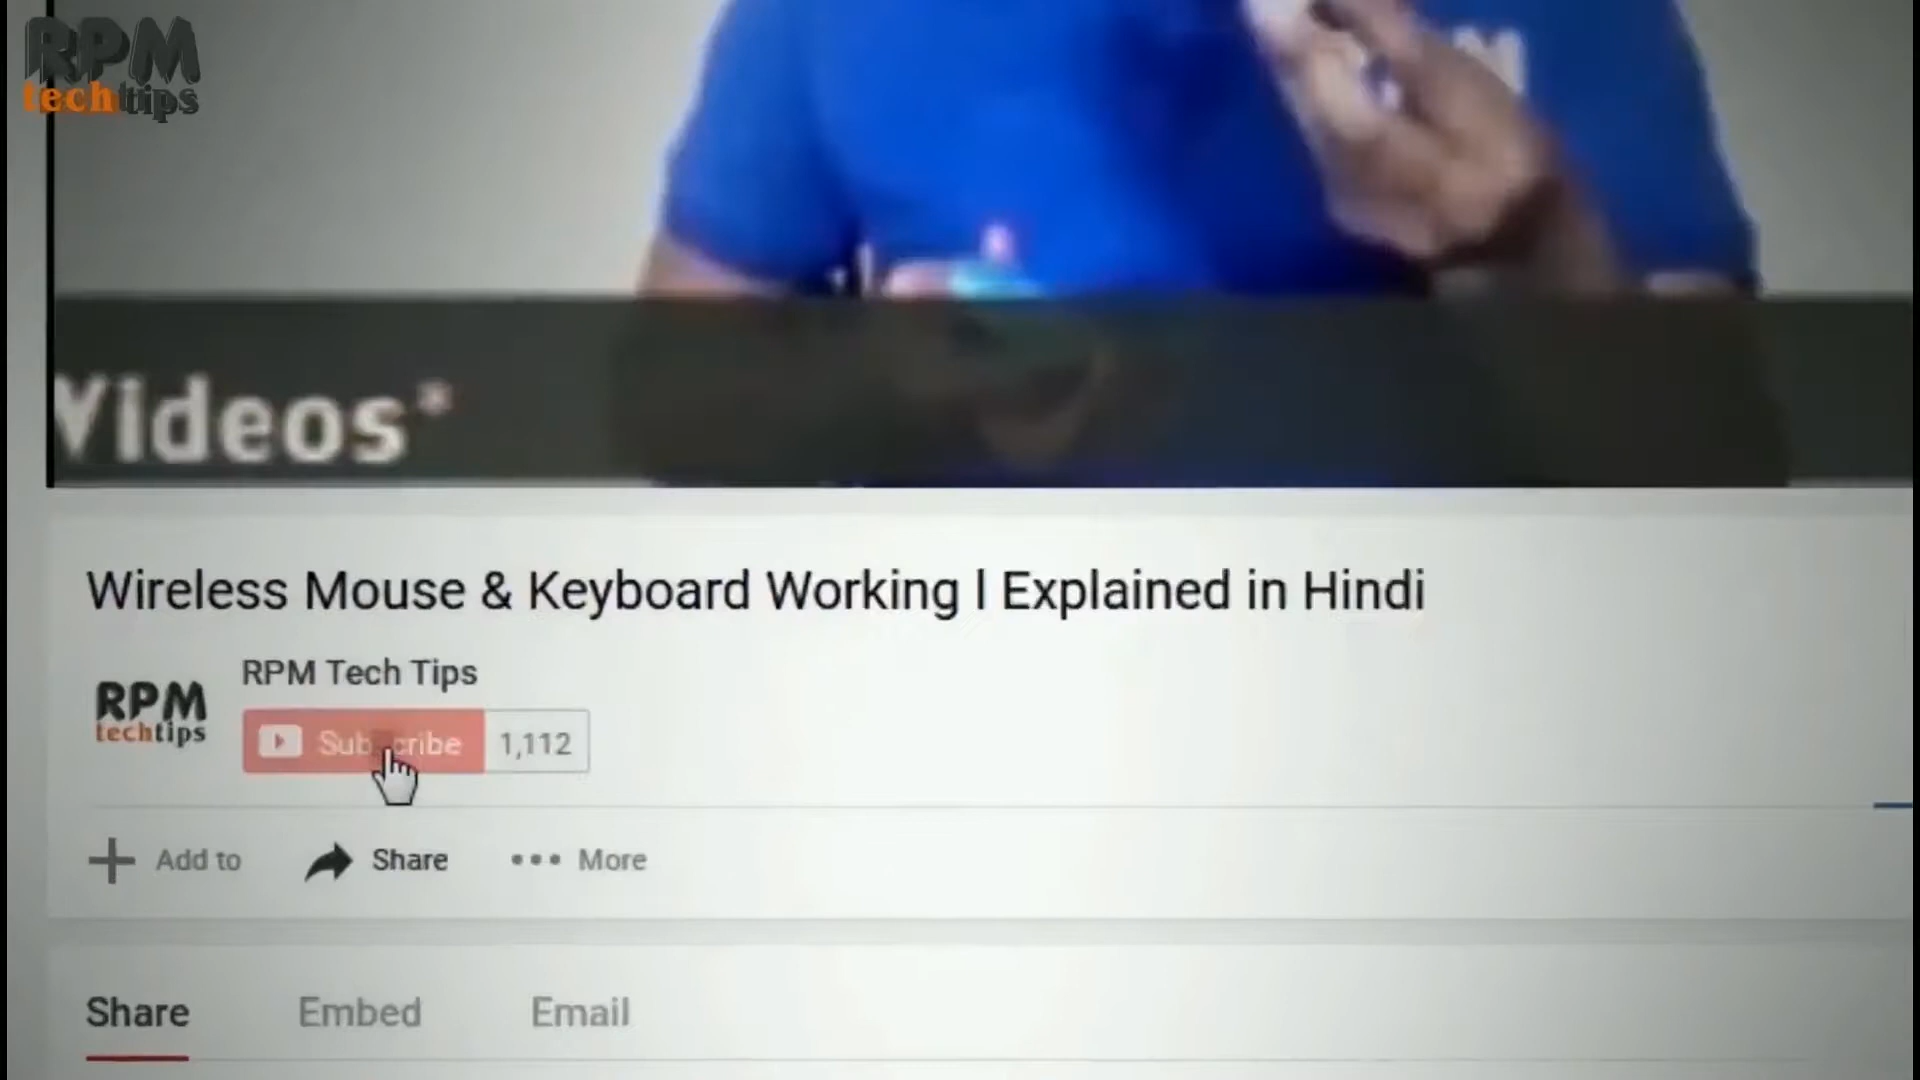 RPM
techtips
Videos*
Wireless Mouse & Keyboard Working l Explained in Hindi
RPM Tech Tips
RPM
techtips
Subscribe 1,112
Add to Share More
Share Embed Email